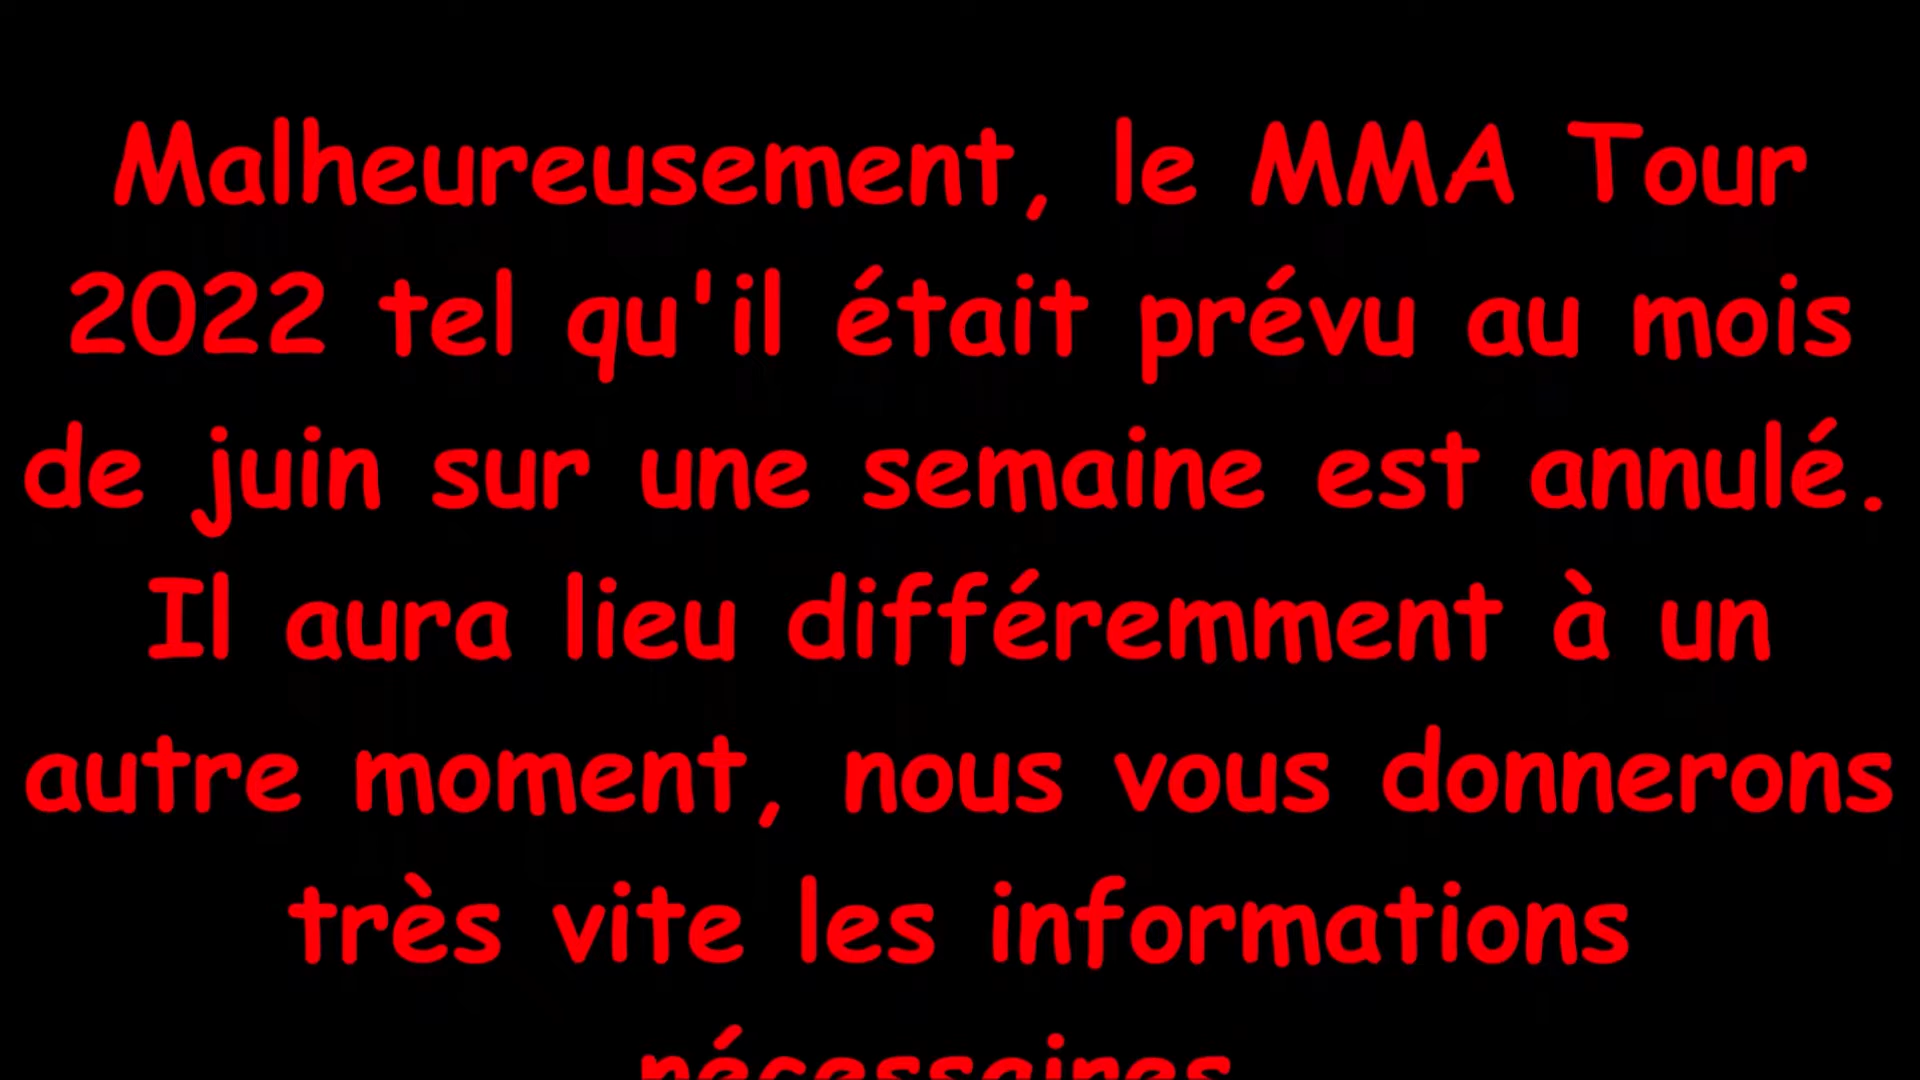 Malheureusement, le MMA Tour
2022 tel qu'il était prévu au mois
de juin sur une semaine est annulé.
Il aura lieu différemment à un
autre moment, nous vous donnerons
très vite les informations
nécessaires